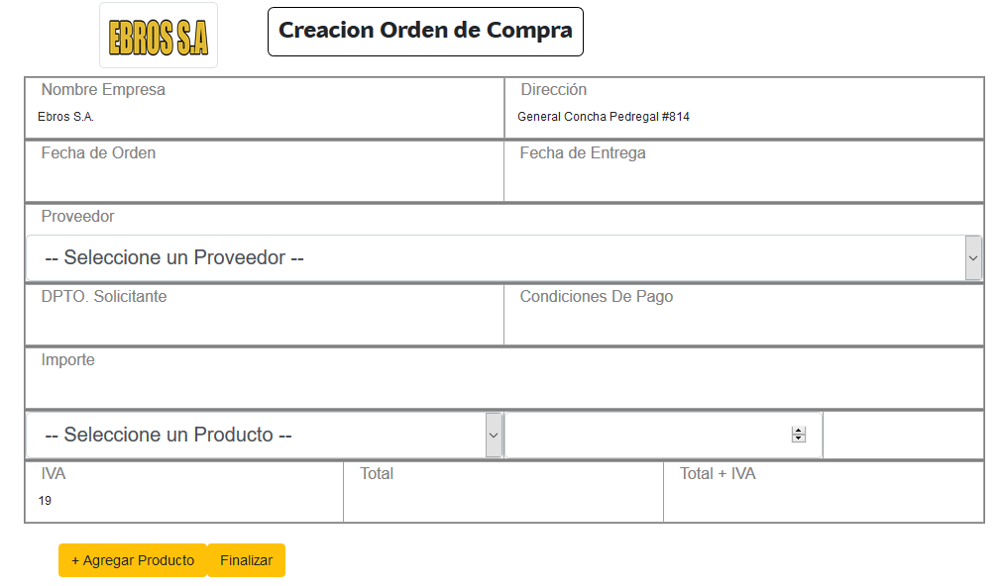 EBROS S.A
Creacion Orden de Compra
Nombre Empresa
Dirección
Ebros S.A.
General Concha Pedregal #814
Fecha de Orden
Fecha de Entrega
Proveedor
-- Seleccione un Proveedor --
DPTO. Solicitante
Condiciones De Pago
Importe
-- Seleccione un Producto --
IVA
Total
Total + IVA
19
+ Agregar Producto
Finalizar